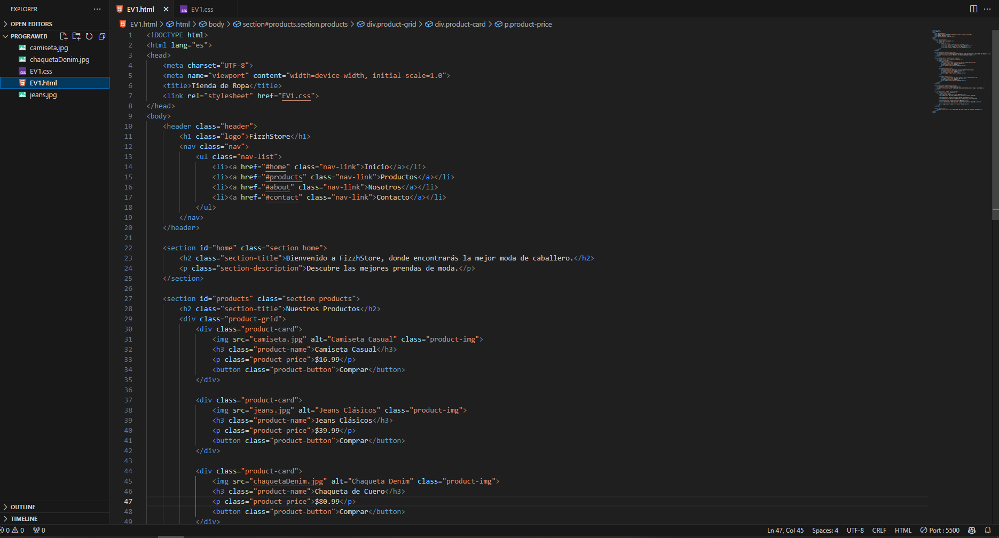 EXPLORER
OPEN EDITORS
PROGRAWEB
camiseta.jpg
chaquetaDenim.jpg
EV1.css
EV1.html
jeans.jpg
OUTLINE
TIMELINE
EV1.html
EV1.css
EV1.html > html > body > section#products.section.products > div.product-grid > div.product-card > p.product-price
1 <!DOCTYPE html>
2 <html lang="es">
3 <head>
4     <meta charset="UTF-8">
5     <meta name="viewport" content="width=device-width, initial-scale=1.0">
6     <title>Tienda de Ropa</title>
7     <link rel="stylesheet" href="EV1.css">
8 </head>
9 <body>
10     <header class="header">
11         <h1 class="logo">FizzhStore</h1>
12         <nav class="nav">
13             <ul class="nav-list">
14                 <li><a href="#home" class="nav-link">Inicio</a></li>
15                 <li><a href="#products" class="nav-link">Productos</a></li>
16                 <li><a href="#about" class="nav-link">Nosotros</a></li>
17                 <li><a href="#contact" class="nav-link">Contacto</a></li>
18             </ul>
19         </nav>
20     </header>
21
22     <section id="home" class="section home">
23         <h2 class="section-title">Bienvenido a FizzhStore, donde encontrarás la mejor moda de caballero.</h2>
24         <p class="section-description">Descubre las mejores prendas de moda.</p>
25     </section>
26
27     <section id="products" class="section products">
28         <h2 class="section-title">Nuestros Productos</h2>
29         <div class="product-grid">
30             <div class="product-card">
31                 <img src="camiseta.jpg" alt="Camiseta Casual" class="product-img">
32                 <h3 class="product-name">Camiseta Casual</h3>
33                 <p class="product-price">$16.99</p>
34                 <button class="product-button">Comprar</button>
35             </div>
36
37             <div class="product-card">
38                 <img src="jeans.jpg" alt="Jeans Clásicos" class="product-img">
39                 <h3 class="product-name">Jeans Clásicos</h3>
40                 <p class="product-price">$39.99</p>
41                 <button class="product-button">Comprar</button>
42             </div>
43
44             <div class="product-card">
45                 <img src="chaquetaDenim.jpg" alt="Chaqueta Denim" class="product-img">
46                 <h3 class="product-name">Chaqueta de Cuero</h3>
47                 <p class="product-price">$80.99</p>
48                 <button class="product-button">Comprar</button>
49             </div>
0 0 0 Ln 47, Col 45 Spaces: 4 UTF-8 CRLF HTML Port : 5500